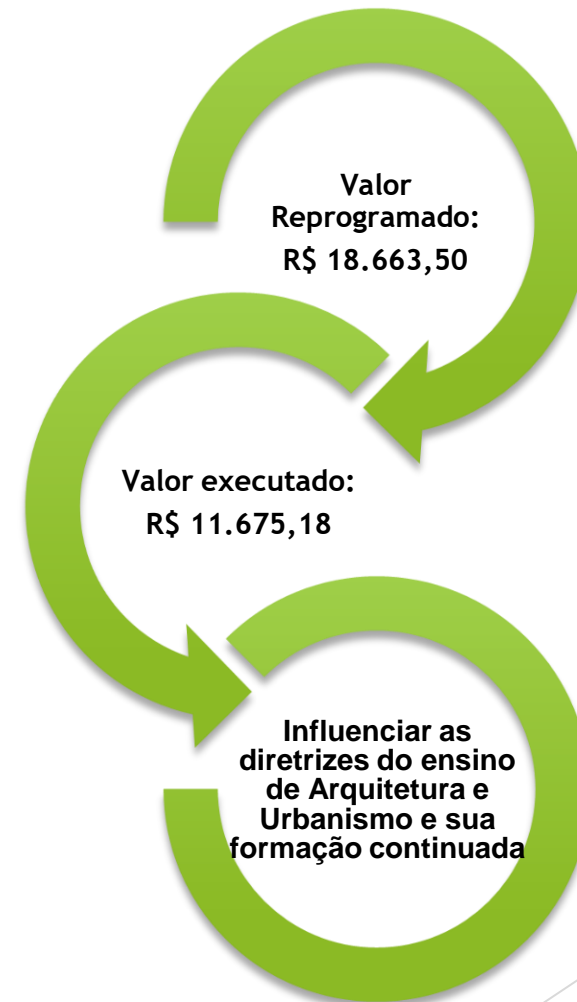 Valor
Reprogramado:
R$ 18.663,50
Valor executado:
R$ 11.675,18
Influenciar as
diretrizes do ensino
de Arquitetura e
Urbanismo e sua
formação continuada